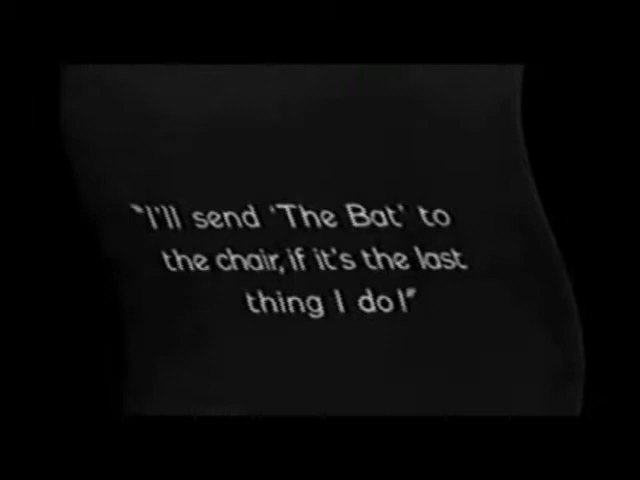 "I'll send 'The Bat' to
the chair, if it's the last
thing I do!"